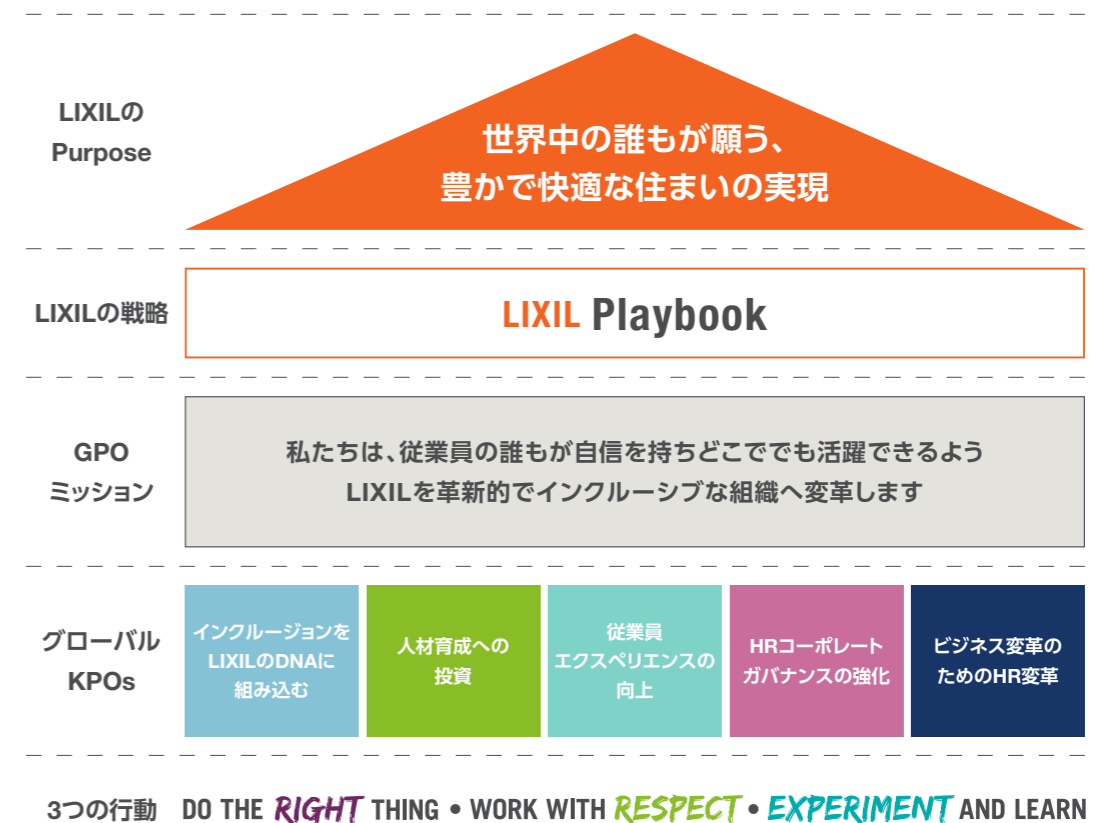 LIXILの
Purpose
世界中の誰もが願う、
豊かで快適な住まいの実現
LIXILの戦略
LIXIL Playbook
GPO
ミッション
私たちは、従業員の誰もが自信を持ちどこででも活躍できるよう
LIXILを革新的でインクルーシブな組織へ変革します
グローバル
KPOs
インクルージョンを
LIXILのDNAに
組み込む
人材育成への
投資
従業員
エクスペリエンスの
向上
HRコーポレート
ガバナンスの強化
ビジネス変革の
ためのHR変革
3つの行動 DO THE RIGHT THING • WORK WITH RESPECT • EXPERIMENT AND LEARN